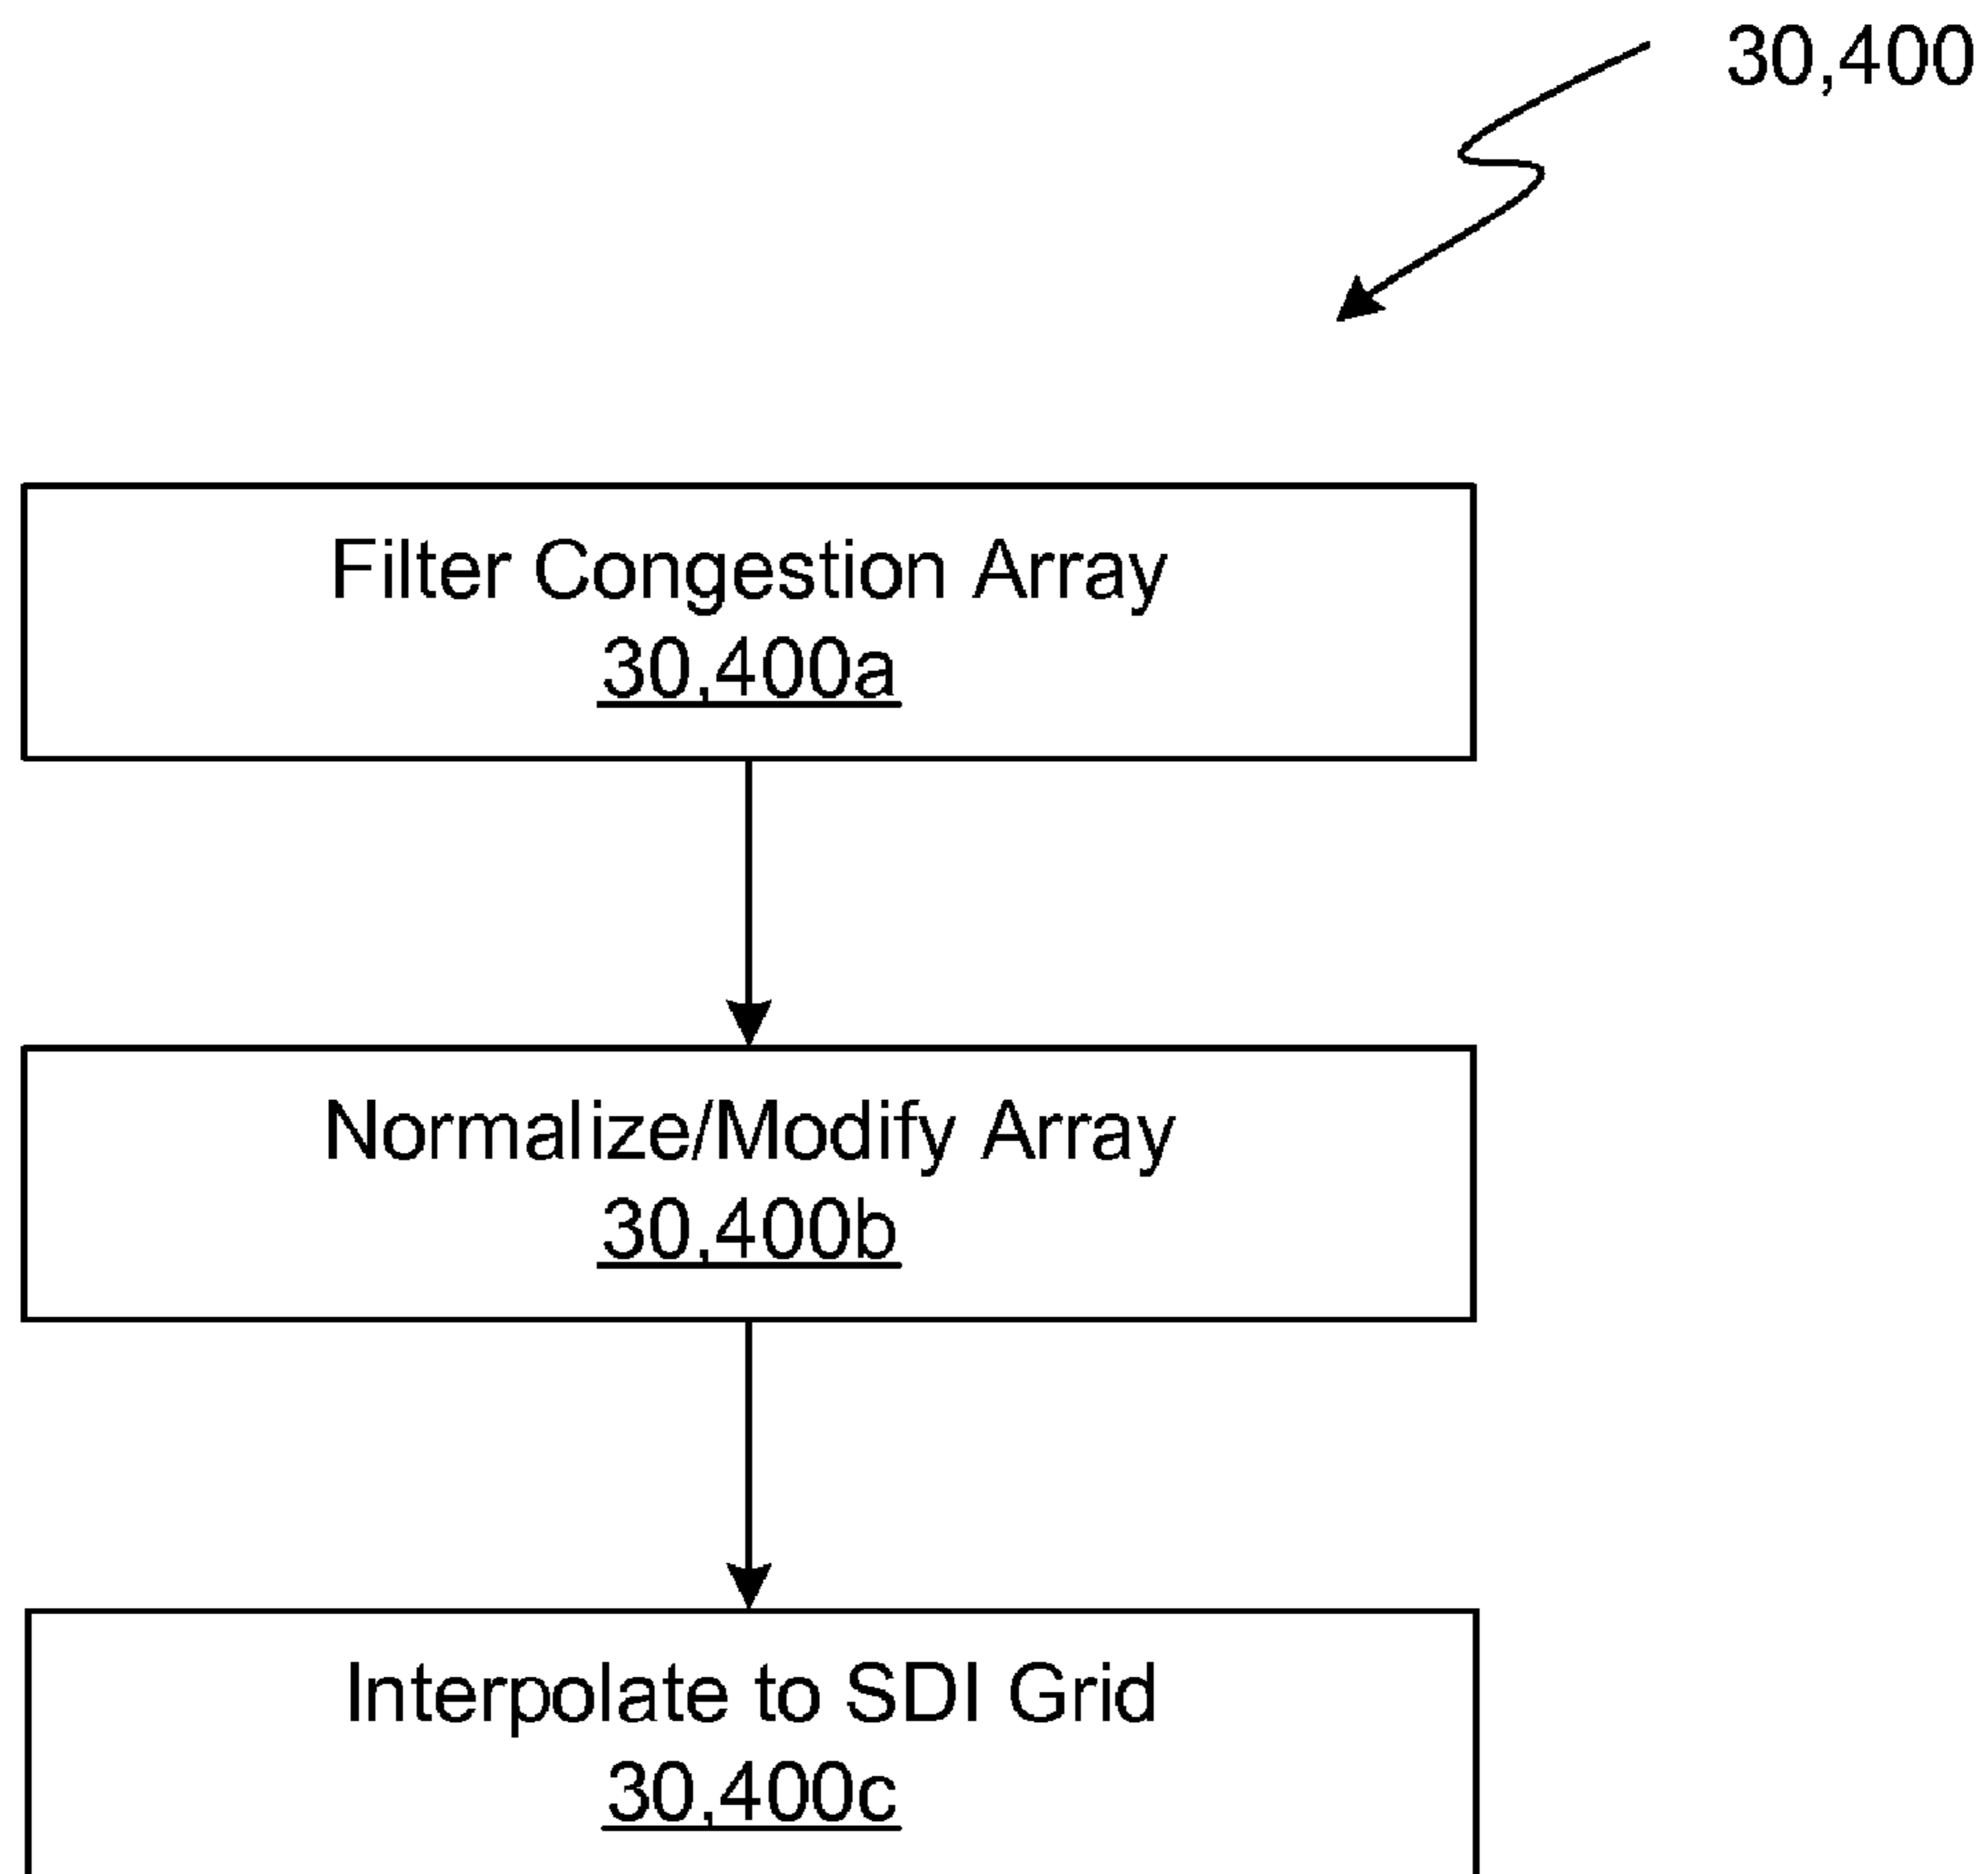 30,400
Filter Congestion Array
30,400a
Normalize/Modify Array
30,400b
Interpolate to SDI Grid
30,400c